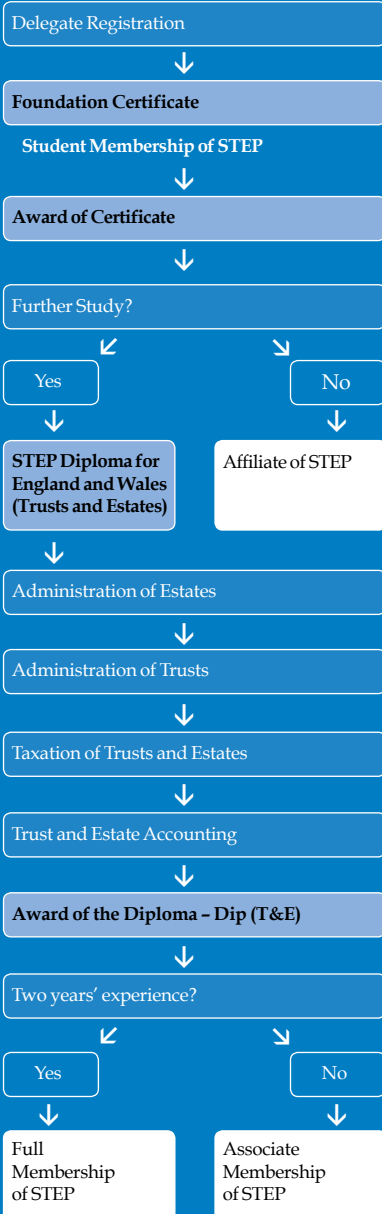 Delegate Registration
Foundation Certificate
Student Membership of STEP
Award of Certificate
Further Study?
Yes
No
STEP Diploma for
England and Wales
(Trusts and Estates)
Affiliate of STEP
Administration of Estates
Administration of Trusts
Taxation of Trusts and Estates
Trust and Estate Accounting
Award of the Diploma – Dip (T&E)
Two years’ experience?
Yes
No
Full
Membership
of STEP
Associate
Membership
of STEP